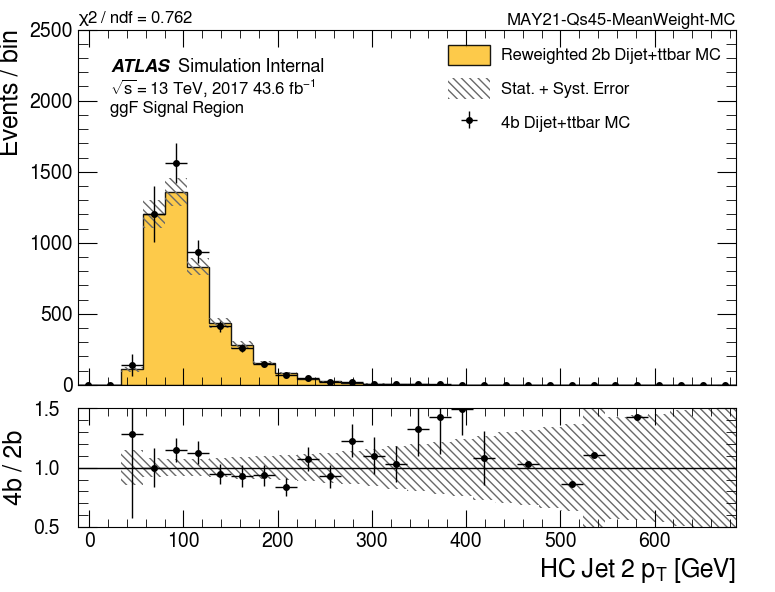 χ2 / ndf = 0.762
MAY21-Qs45-MeanWeight-MC
2500
2000
1500
1000
500
0
Events / bin
ATLAS Simulation Internal
√s = 13 TeV, 2017 43.6 fb−1
ggF Signal Region
Reweighted 2b Dijet+ttbar MC
Stat. + Syst. Error
4b Dijet+ttbar MC
1.5
1.0
0.5
4b / 2b
0 100 200 300 400 500 600
HC Jet 2 pT [GeV]